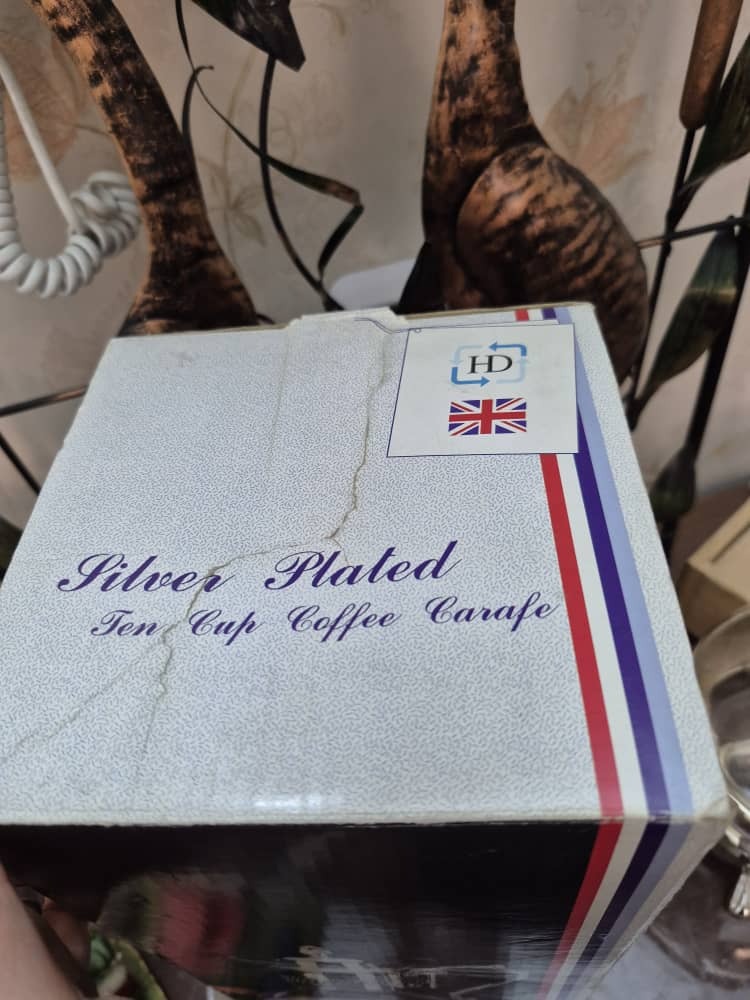 HD
Silver Plated
Ten Cup Coffee Carafe